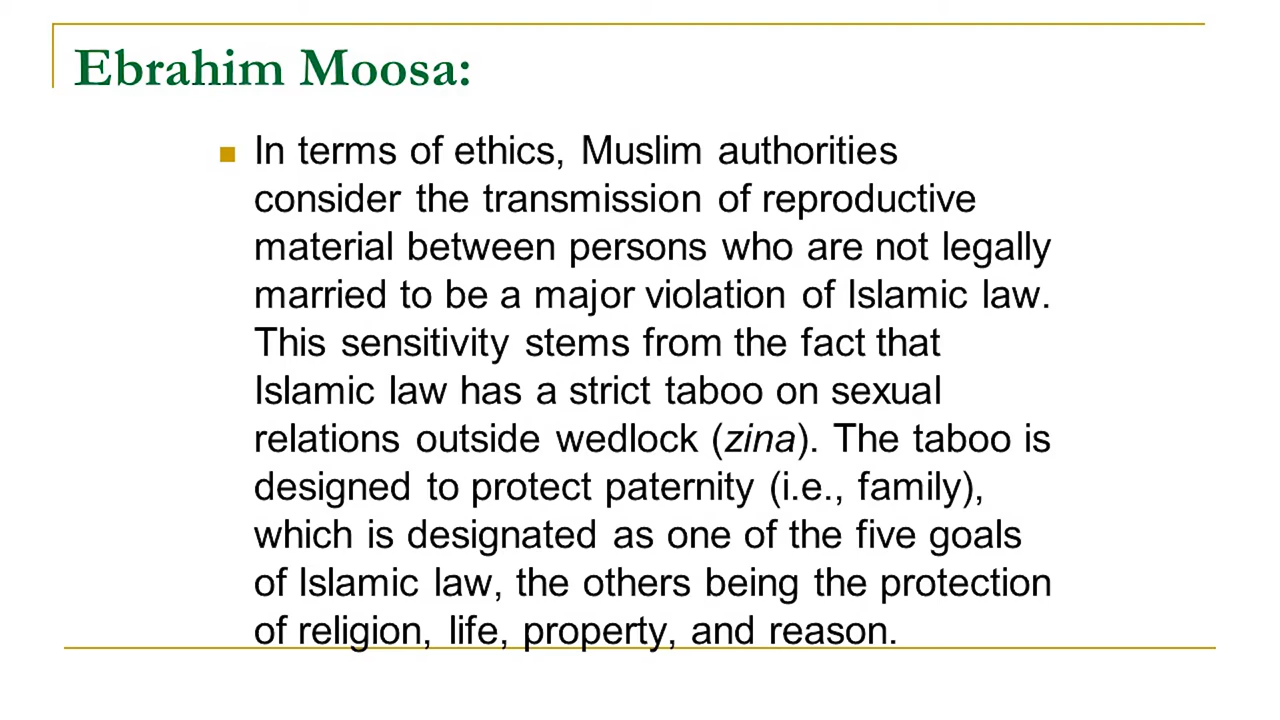 Ebrahim Moosa:
In terms of ethics, Muslim authorities
consider the transmission of reproductive
material between persons who are not legally
married to be a major violation of Islamic law.
This sensitivity stems from the fact that
Islamic law has a strict taboo on sexual
relations outside wedlock (zina). The taboo is
designed to protect paternity (i.e., family),
which is designated as one of the five goals
of Islamic law, the others being the protection
of religion, life, property, and reason.